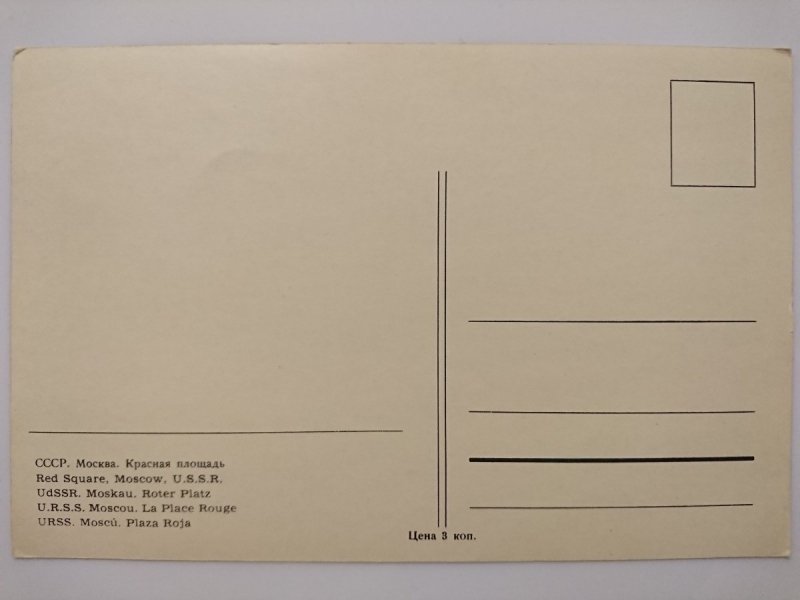 СССР. Москва. Красная площадь
Red Square, Moscow, U.S.S.R.
UdSSR. Moskau. Roter Platz
U.R.S.S. Moscou. La Place Rouge
URSS. Moscú. Plaza Roja
Цена 3 коп.